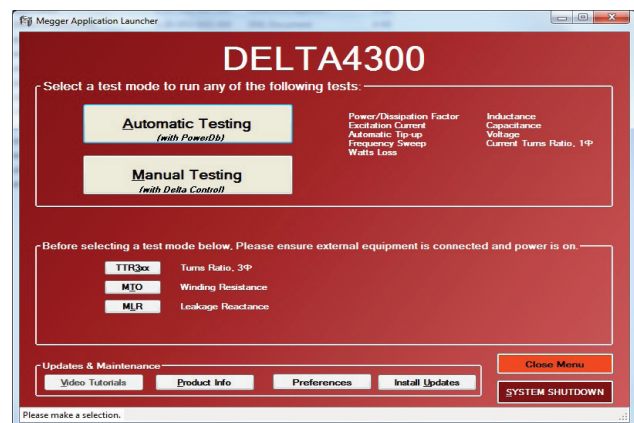 Megger Application Launcher
DELTA4300
Select a test mode to run any of the following tests:
Automatic Testing
(with PowerDb)
Manual Testing
(with Delta Control)
Power/Dissipation Factor
Excitation Current
Automatic Tip-up
Frequency Sweep
Watts Loss
Inductance
Capacitance
Voltage
Current Turns Ratio, 1Φ
Before selecting a test mode below, Please ensure external equipment is connected and power is on.
TTR3xx Turns Ratio, 3Φ
MTO Winding Resistance
MLR Leakage Reactance
Updates & Maintenance
Video Tutorials Product Info Preferences Install Updates
Close Menu
SYSTEM SHUTDOWN
Please make a selection.